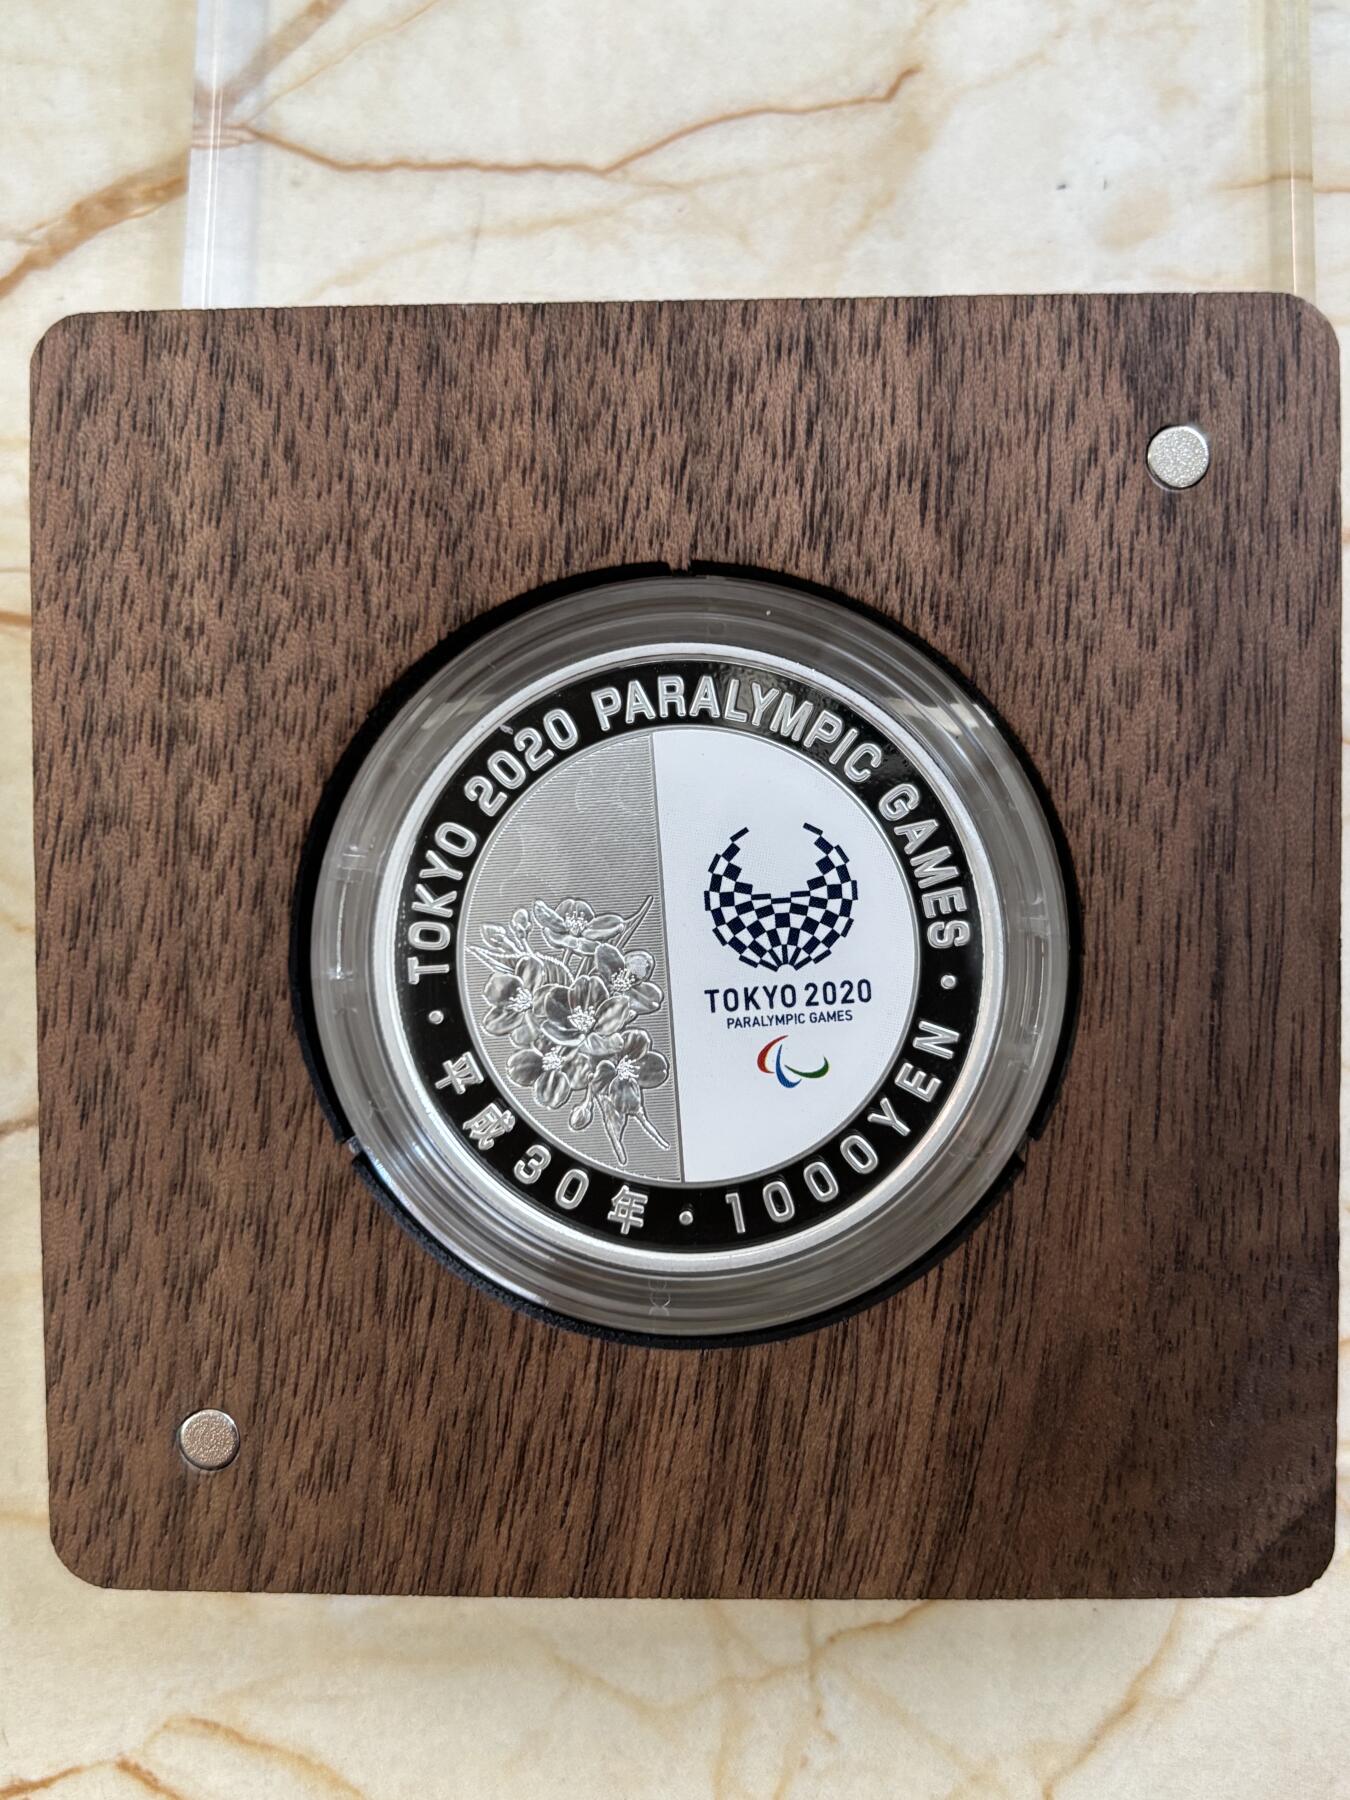 TOKYO 2020 PARALYMPIC GAMES
TOKYO 2020
PARALYMPIC GAMES
平成30年・1000YEN